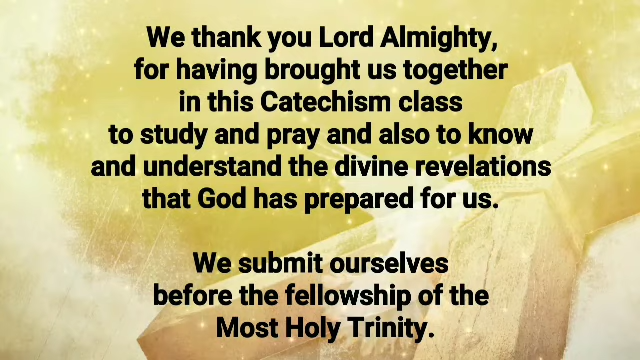 We thank you Lord Almighty,
for having brought us together
in this Catechism class
to study and pray and also to know
and understand the divine revelations
that God has prepared for us.
We submit ourselves
before the fellowship of the
Most Holy Trinity.